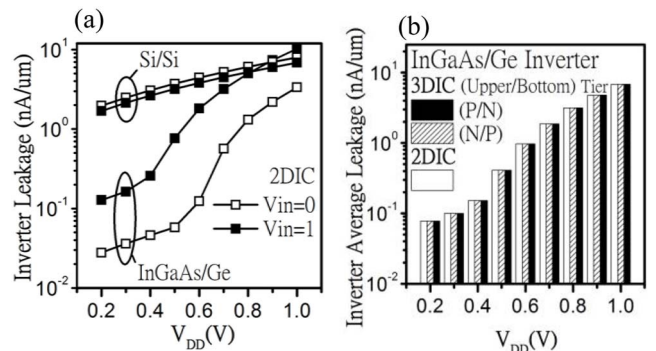 (a)
Inverter Leakage (nA/um)
10^1
10^0
10^-1
10^-2
Si/Si
2DIC
Vin=0
Vin=1
InGaAs/Ge
0.2 0.4 0.6 0.8 1.0
V_DD(V)
(b)
Inverter Average Leakage (nA/um)
10^1
10^0
10^-1
10^-2
InGaAs/Ge Inverter
3DIC (Upper/Bottom) Tier
(P/N)
(N/P)
2DIC
0.2 0.4 0.6 0.8 1.0
V_DD(V)